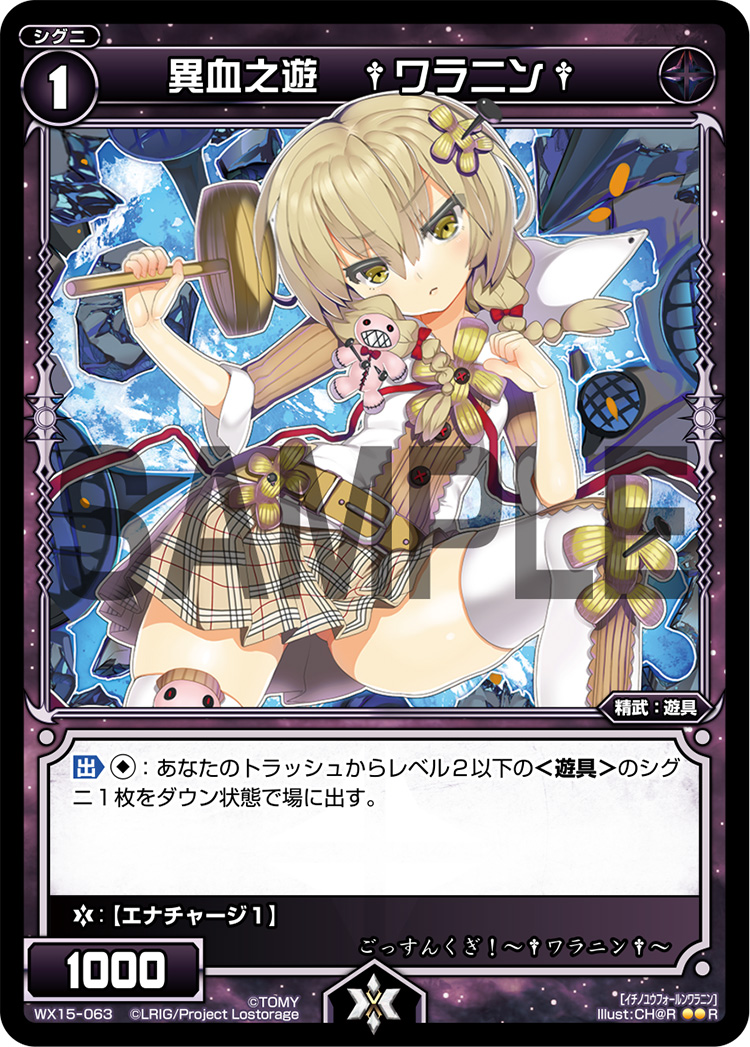 シグニ
1
異血之遊 †ワラニン†
SAMPLE
精武：遊具
出 ◆：あなたのトラッシュからレベル２以下の＜遊具＞のシグ
ニ１枚をダウン状態で場に出す。
：【エナチャージ１】
ごっすんくぎ！～†ワラニン†～
1000
©TOMY
WX15-063 ©LRIG/Project Lostorage
[イチノユウフォールンワラニン]
Illust:CH@R R